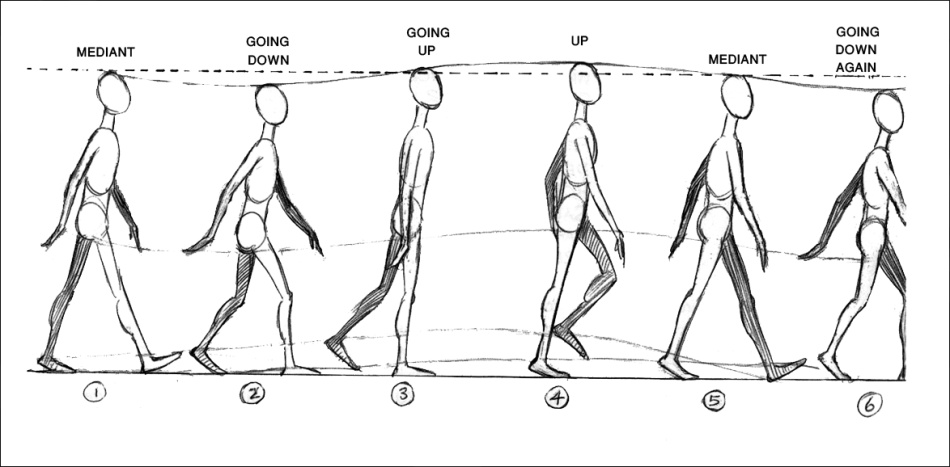 MEDIANT
GOING
DOWN
GOING
UP
UP
MEDIANT
GOING
DOWN
AGAIN
1
2
3
4
5
6